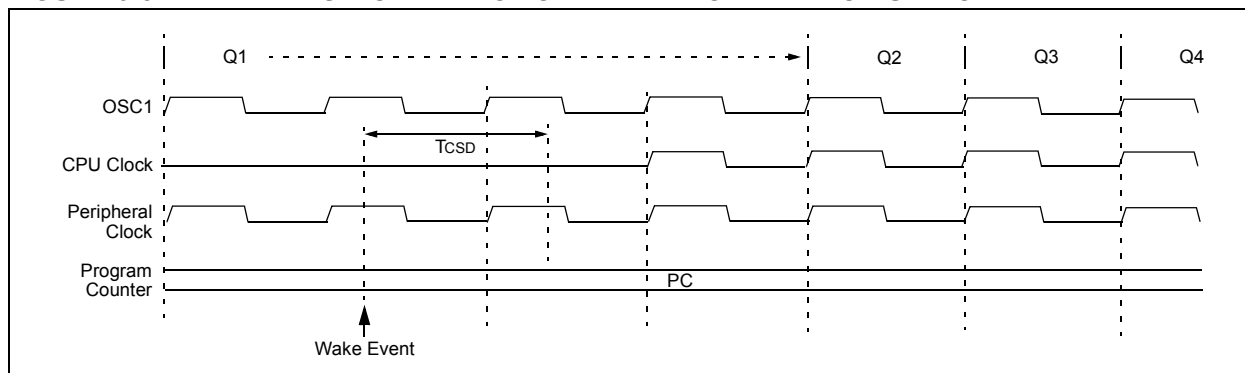 Q1
Q2
Q3
Q4
OSC1
TCSD
CPU Clock
Peripheral
Clock
Program
Counter
PC
Wake Event